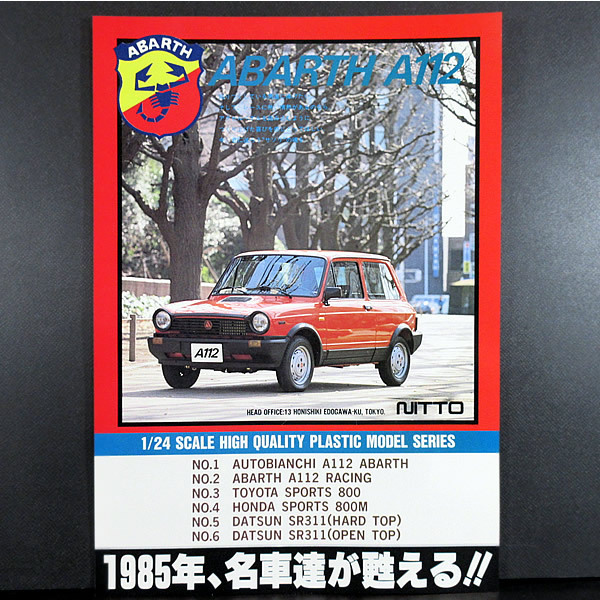 ABARTH
ABARTH A112
A112
HEAD OFFICE:13 HONISHIKI EDOGAWA-KU, TOKYO.
NITTO
1/24 SCALE HIGH QUALITY PLASTIC MODEL SERIES
NO.1 AUTOBIANCHI A112 ABARTH
NO.2 ABARTH A112 RACING
NO.3 TOYOTA SPORTS 800
NO.4 HONDA SPORTS 800M
NO.5 DATSUN SR311(HARD TOP)
NO.6 DATSUN SR311(OPEN TOP)
1985年、名車達が甦える!!